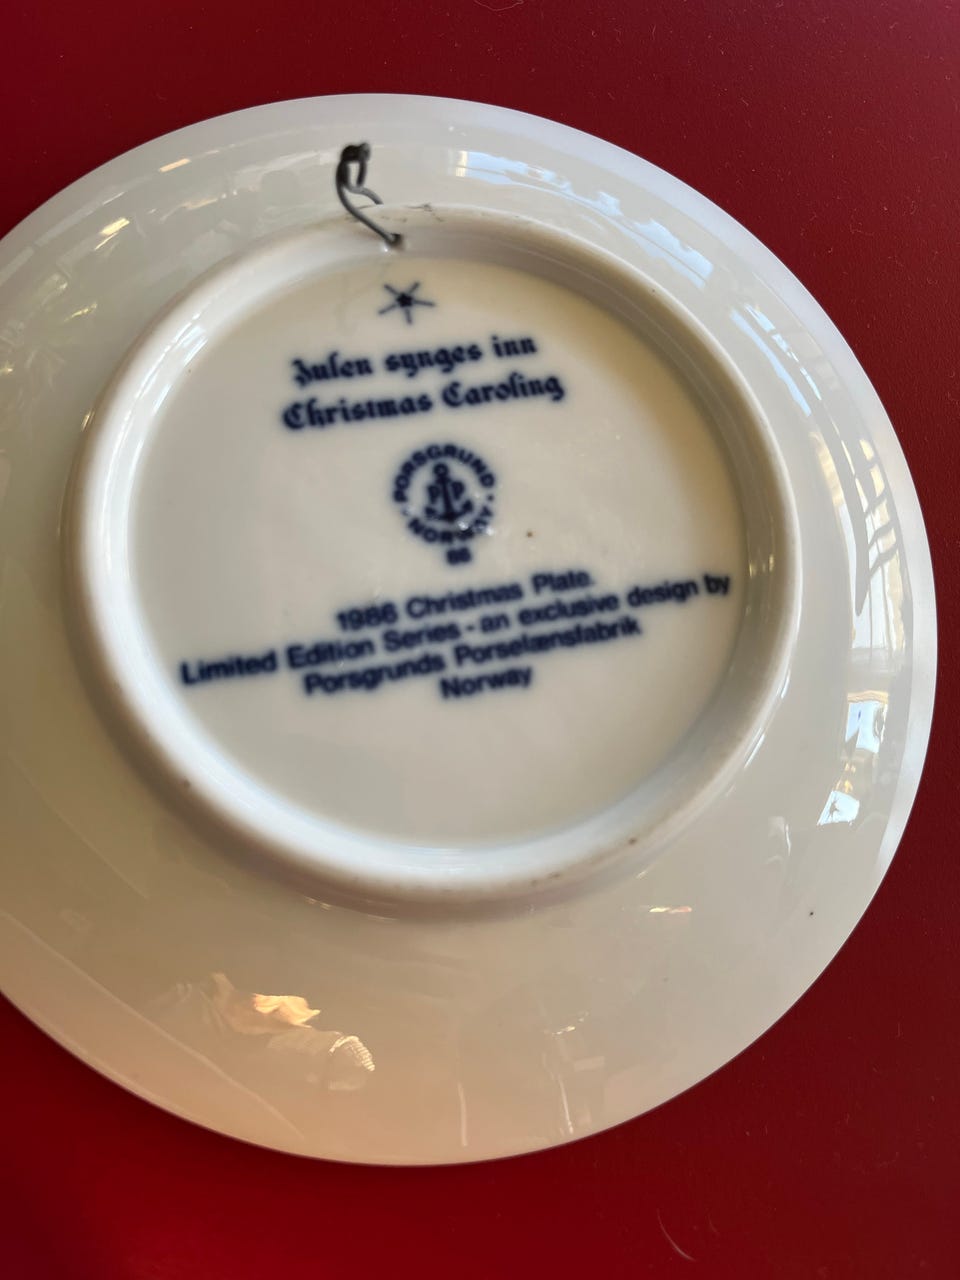 Julen synges inn
Christmas Caroling
PORSGRUND
PP
NORWAY
86
1986 Christmas Plate.
Limited Edition Series - an exclusive design by
Porsgrunds Porselænsfabrik
Norway